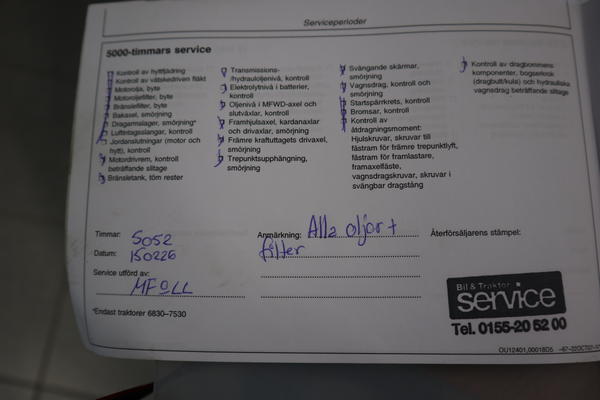 Serviceperioder
5000-timmars service
Kontroll av hyttfjädring
Kontroll av vätskedriven fläkt
Motorolja, byte
Motoroljefilter, byte
Bränslefilter, byte
Bakaxel, smörjning
Dragarmslager, smörjning*
Luftintagsslangar, kontroll
Jordanslutningar (motor och
hytt), kontroll
Motordrivrem, kontroll
beträffande slitage
Bränsletank, töm rester
Transmissions-
/hydrauloljenivå, kontroll
Elektrolytnivå i batterier,
kontroll
Oljenivå i MFWD-axel och
slutväxlar, kontroll
Framhjulsaxel, kardanaxlar
och drivaxlar, smörjning
Främre kraftuttagets drivaxel,
smörjning
Trepunktsupphängning,
smörjning
Svängande skärmar,
smörjning
Vagnsdrag, kontroll och
smörjning
Startspärrkrets, kontroll
Bromsar, kontroll
Kontroll av
åtdragningsmoment:
Hjulskruvar, skruvar till
fästram för främre trepunktlyft,
fästram för framlastare,
framaxelfäste,
vagnsdragskruvar, skruvar i
svängbar dragstång
Kontroll av dragbommens
komponenter, bogserkrok
(dragbult/kula) och hydrauliska
vagnsdrag beträffande slitage
Timmar: 5052
Datum: 150226
Service utförd av:
Anmärkning: Alla oljor +
filter
Återförsäljarens stämpel:
*Endast traktorer 6830–7530
Bil & Traktor
service
Tel. 0155-20 52 00